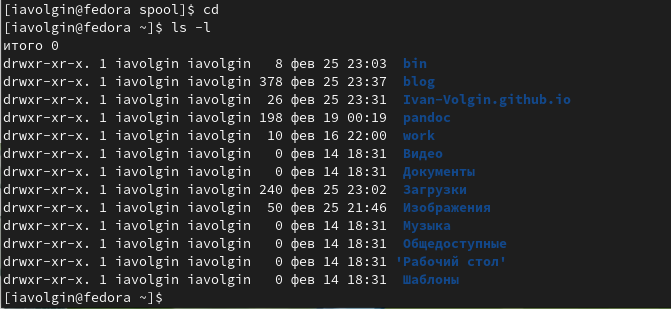 [iavolgin@fedora spool]$ cd
[iavolgin@fedora ~]$ ls -l
итого 0
drwxr-xr-x. 1 iavolgin iavolgin   8 фев 25 23:03  bin
drwxr-xr-x. 1 iavolgin iavolgin 378 фев 25 23:37  blog
drwxr-xr-x. 1 iavolgin iavolgin  26 фев 25 23:31  Ivan-Volgin.github.io
drwxr-xr-x. 1 iavolgin iavolgin 198 фев 19 00:19  pandoc
drwxr-xr-x. 1 iavolgin iavolgin  10 фев 16 22:00  work
drwxr-xr-x. 1 iavolgin iavolgin   0 фев 14 18:31  Видео
drwxr-xr-x. 1 iavolgin iavolgin   0 фев 14 18:31  Документы
drwxr-xr-x. 1 iavolgin iavolgin 240 фев 25 23:02  Загрузки
drwxr-xr-x. 1 iavolgin iavolgin  50 фев 25 21:46  Изображения
drwxr-xr-x. 1 iavolgin iavolgin   0 фев 14 18:31  Музыка
drwxr-xr-x. 1 iavolgin iavolgin   0 фев 14 18:31  Общедоступные
drwxr-xr-x. 1 iavolgin iavolgin   0 фев 14 18:31 'Рабочий стол'
drwxr-xr-x. 1 iavolgin iavolgin   0 фев 14 18:31  Шаблоны
[iavolgin@fedora ~]$